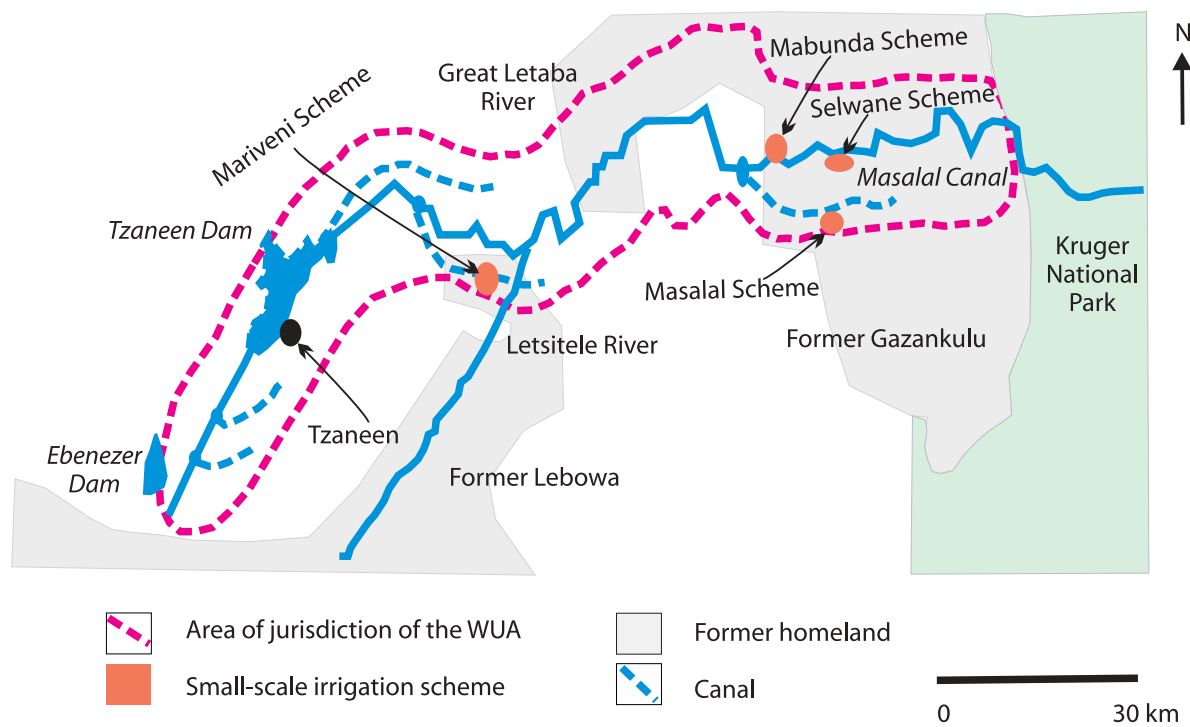 N
Mabunda Scheme
Great Letaba
River
Selwane Scheme
Mariveni Scheme
Masalal Canal
Tzaneen Dam
Kruger
National
Park
Masalal Scheme
Letsitele River
Former Gazankulu
Tzaneen
Ebenezer
Dam
Former Lebowa
Area of jurisdiction of the WUA
Former homeland
Small-scale irrigation scheme
Canal
0 30 km